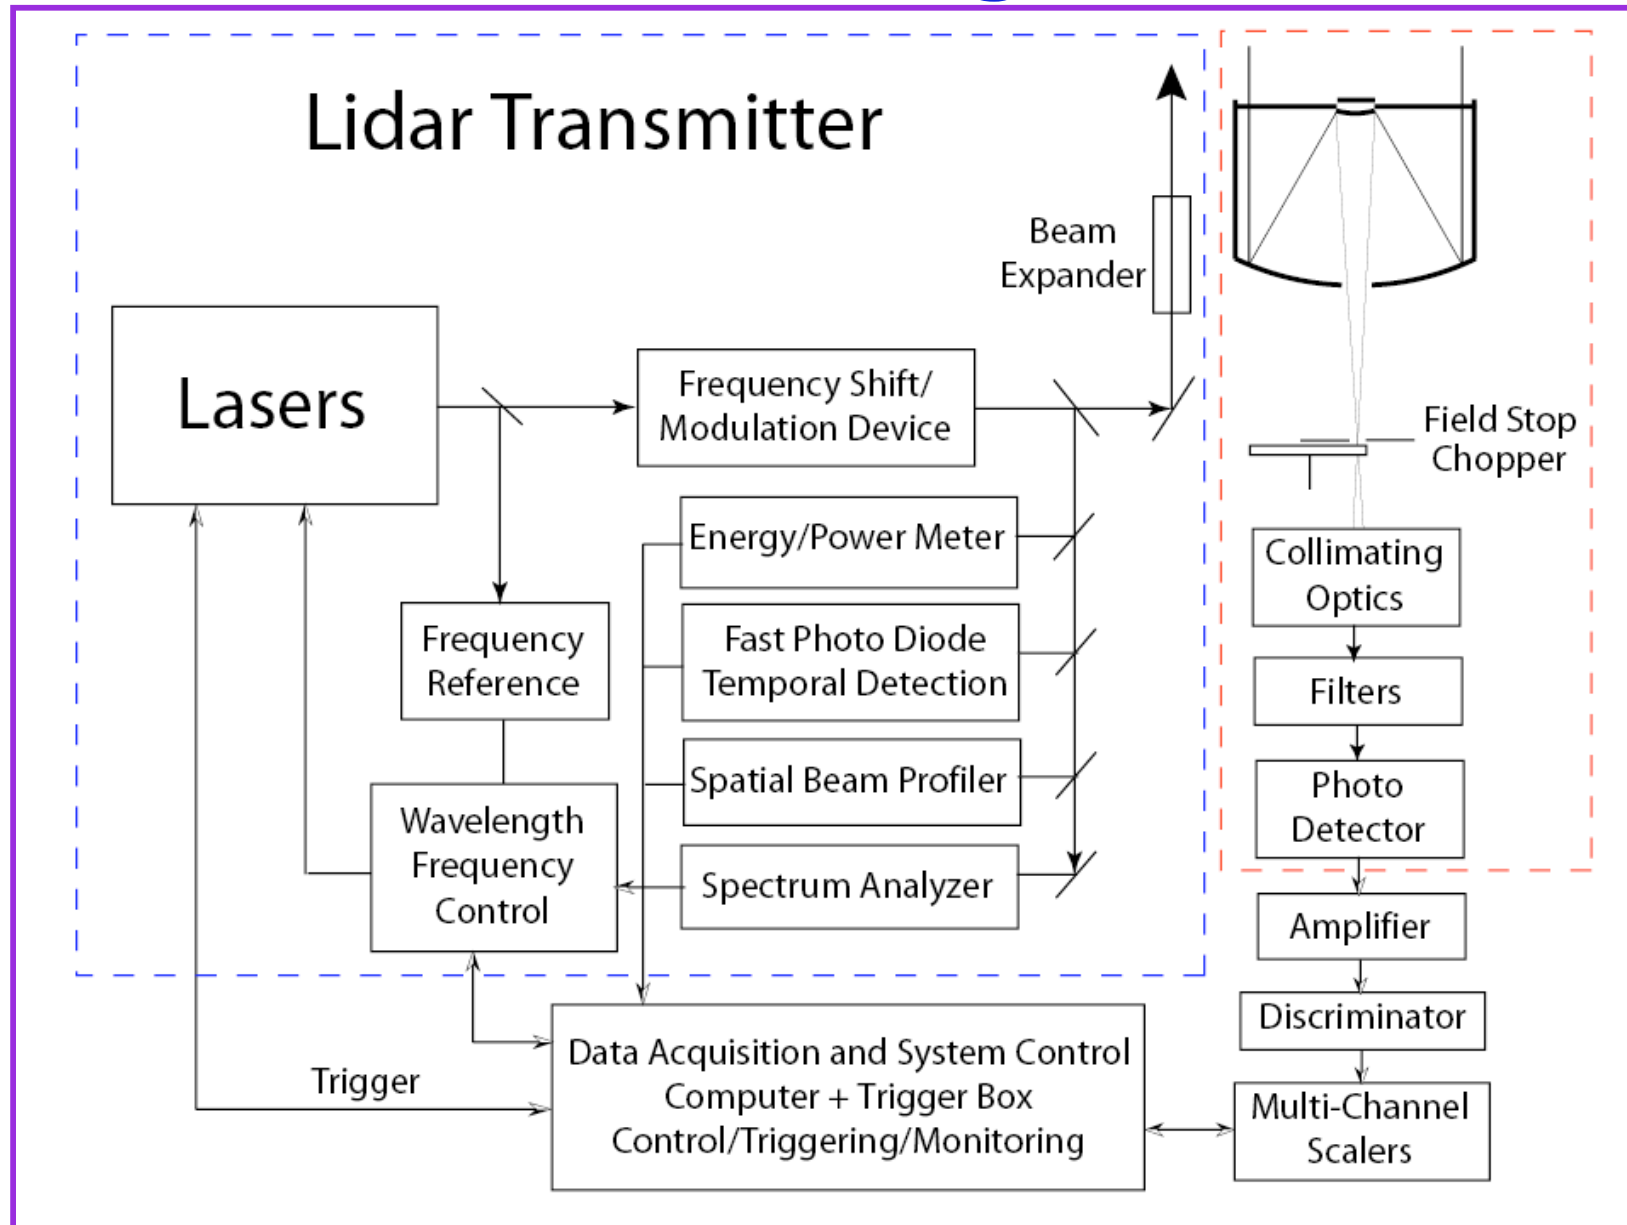 Lidar Transmitter
Beam
Expander
Lasers
Frequency Shift/
Modulation Device
Field Stop
Chopper
Energy/Power Meter
Collimating
Optics
Frequency
Reference
Fast Photo Diode
Temporal Detection
Filters
Spatial Beam Profiler
Photo
Detector
Wavelength
Frequency
Control
Spectrum Analyzer
Amplifier
Discriminator
Trigger
Data Acquisition and System Control
Computer + Trigger Box
Control/Triggering/Monitoring
Multi-Channel
Scalers